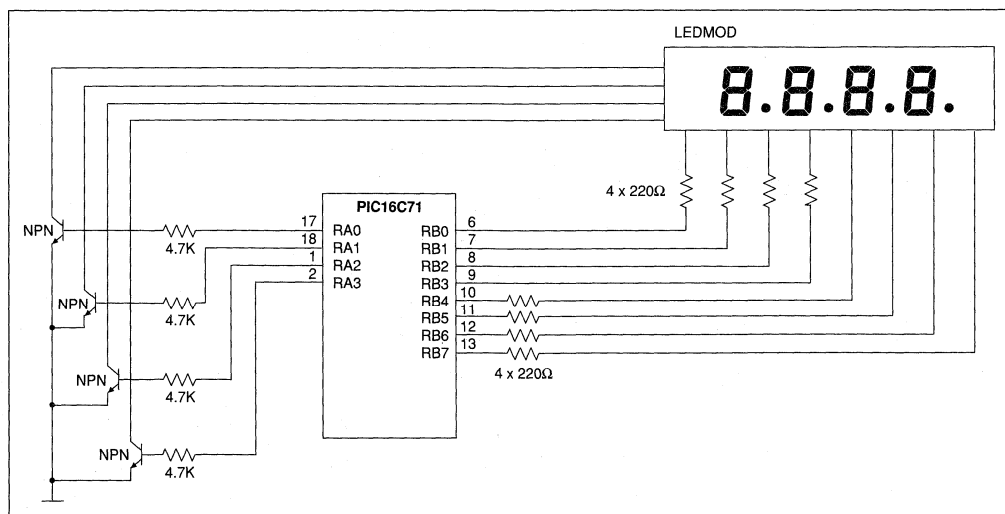 LEDMOD
8.8.8.8.
4 x 220Ω
PIC16C71
NPN
4.7K
17 RA0 RB0 6
18 RA1 RB1 7
1 RA2 RB2 8
2 RA3 RB3 9
RB4 10
RB5 11
RB6 12
RB7 13
NPN
4.7K
4 x 220Ω
NPN
4.7K
NPN
4.7K